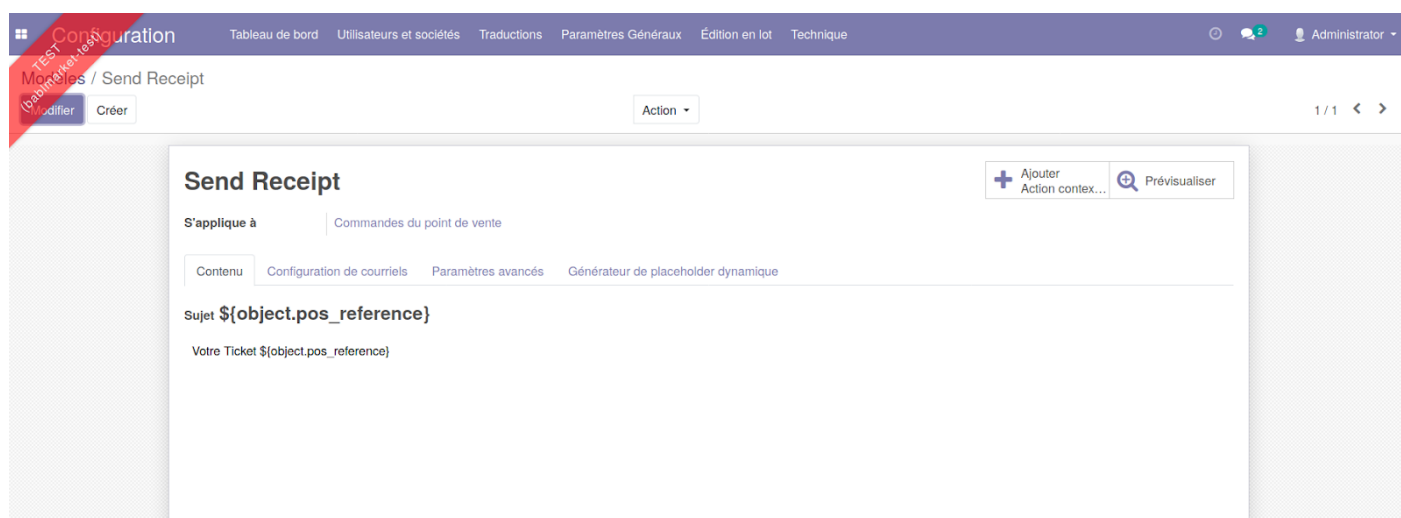 Configuration
Tableau de bord Utilisateurs et sociétés Traductions Paramètres Généraux Édition en lot Technique
2 Administrator
TEST
(babimarket-test)
Modèles / Send Receipt
Modifier Créer
Action
1 / 1
Send Receipt
Ajouter
Action contex...
Prévisualiser
S'applique à Commandes du point de vente
Contenu Configuration de courriels Paramètres avancés Générateur de placeholder dynamique
Sujet ${object.pos_reference}
Votre Ticket ${object.pos_reference}